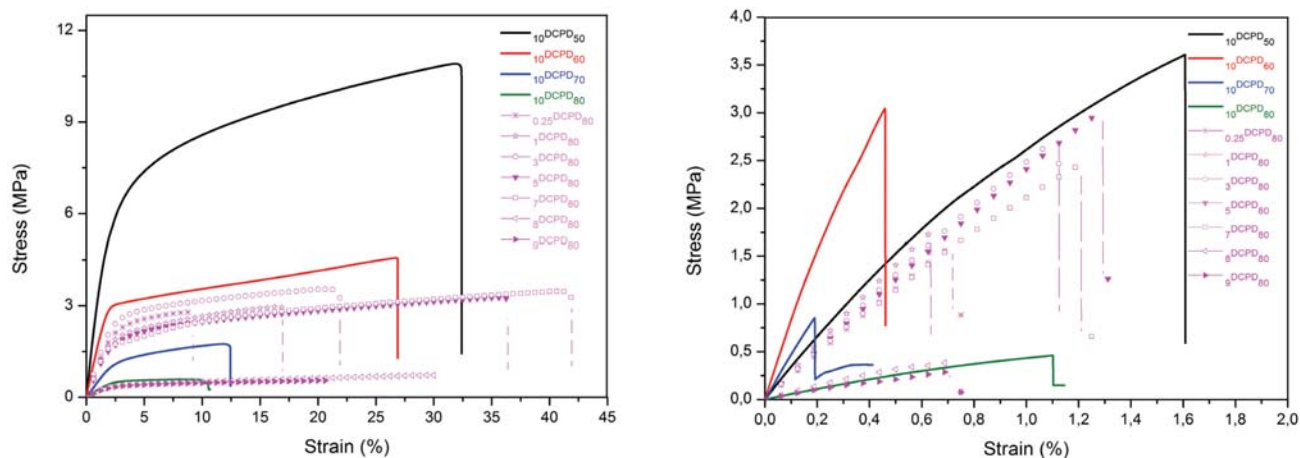 12
9
6
3
0
Stress (MPa)
0 5 10 15 20 25 30 35 40 45
Strain (%)
10DCPD50
10DCPD60
10DCPD70
10DCPD80
0.25DCPD80
1DCPD80
3DCPD80
5DCPD80
7DCPD80
8DCPD80
9DCPD80
4,0
3,5
3,0
2,5
2,0
1,5
1,0
0,5
0,0
Stress (MPa)
0,0 0,2 0,4 0,6 0,8 1,0 1,2 1,4 1,6 1,8 2,0
Strain (%)
10DCPD50
10DCPD60
10DCPD70
10DCPD80
0.25DCPD80
1DCPD80
3DCPD80
5DCPD80
7DCPD80
8DCPD80
9DCPD80